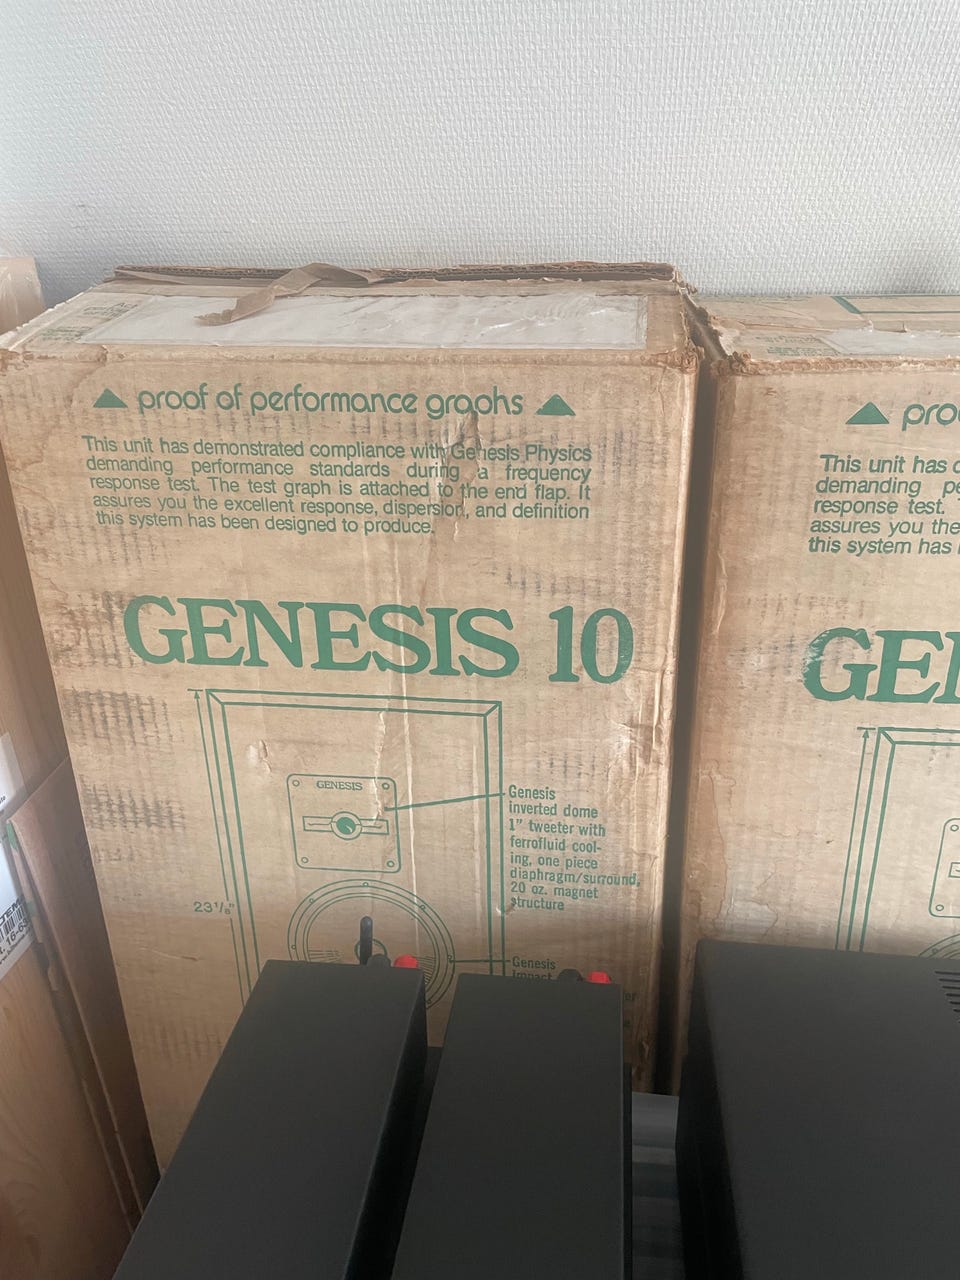 proof of performance graphs
This unit has demonstrated compliance with Genesis Physics
demanding performance standards during a frequency
response test. The test graph is attached to the end flap. It
assures you the excellent response, dispersion, and definition
this system has been designed to produce.
GENESIS 10
GENESIS
Genesis
inverted dome
1" tweeter with
ferrofluid cool-
ing, one piece
diaphragm/surround,
20 oz. magnet
structure
23⅛"
Genesis
Impact
pro
This unit has
demanding
response test.
assures you the
this system has
GE